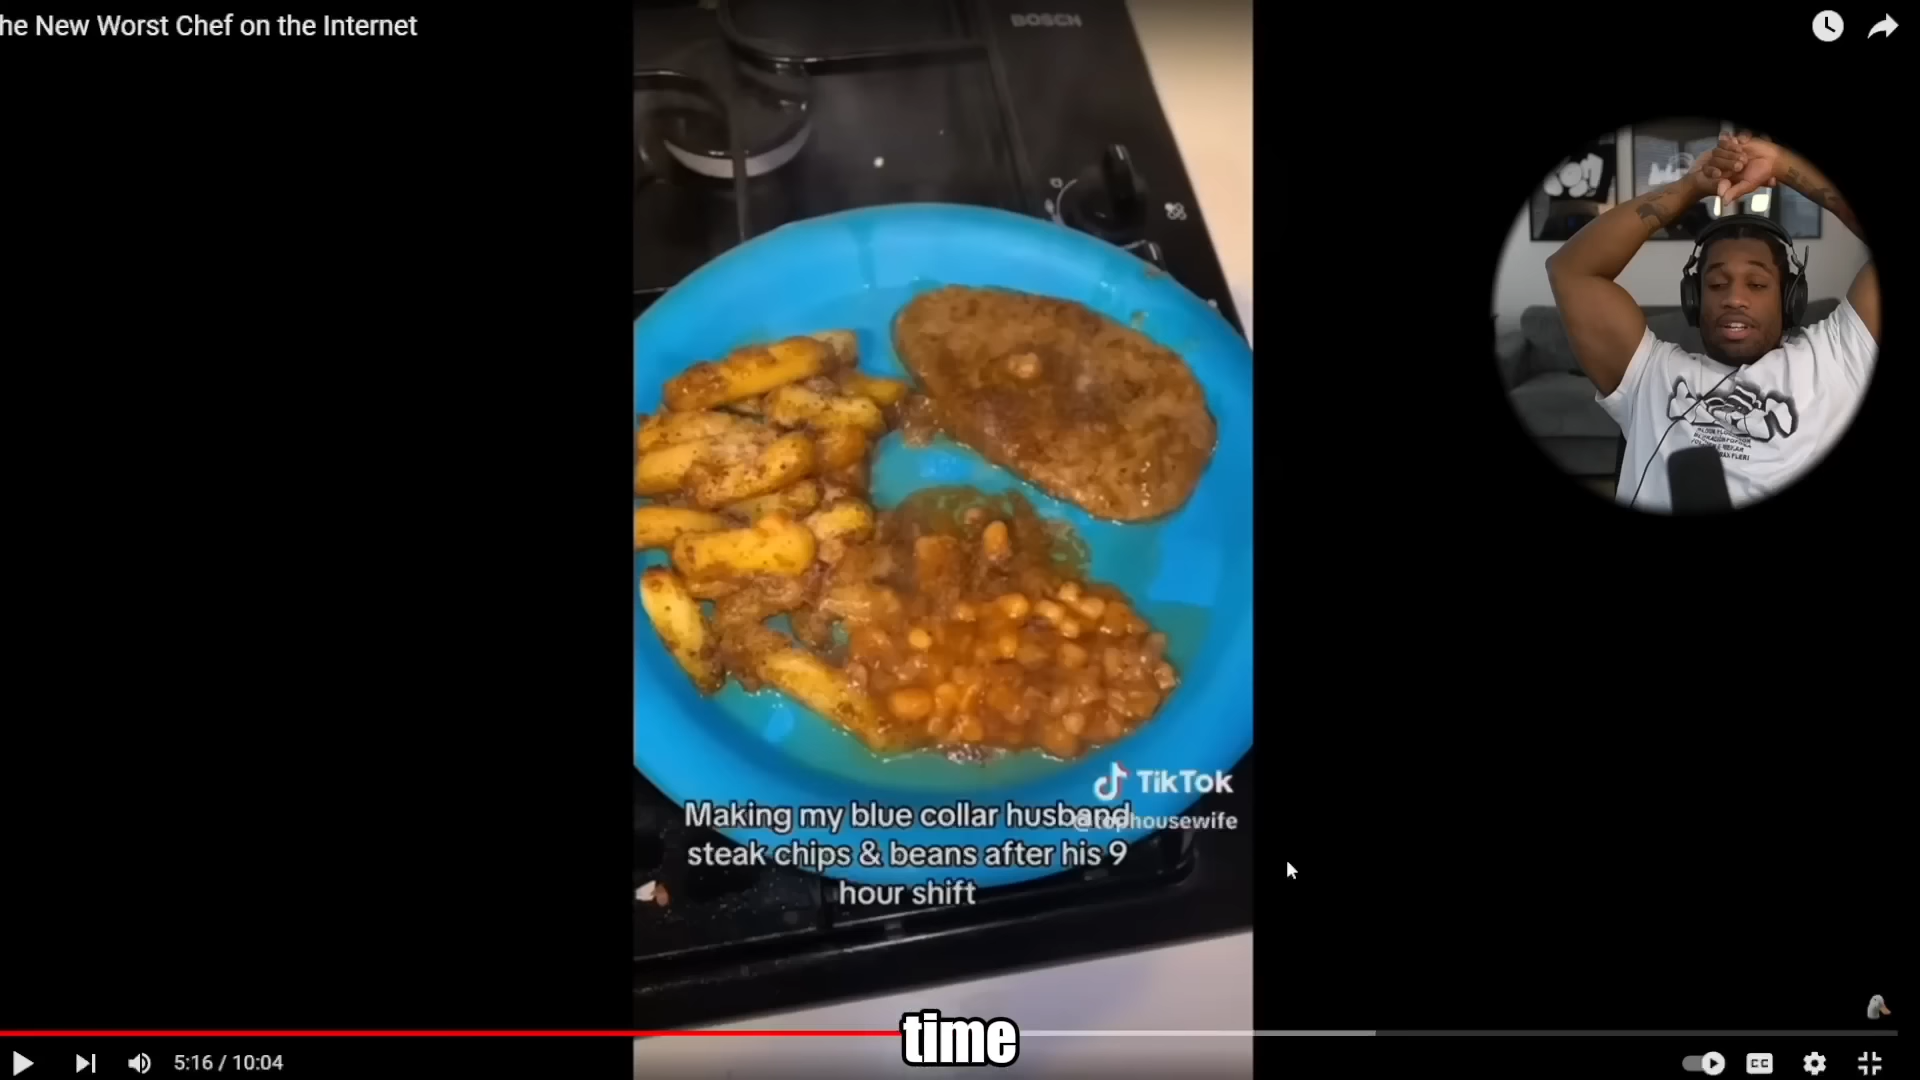 he New Worst Chef on the Internet
BOSCH
TikTok
Making my blue collar husband
steak chips & beans after his 9
hour shift
time
5:16 / 10:04
CC